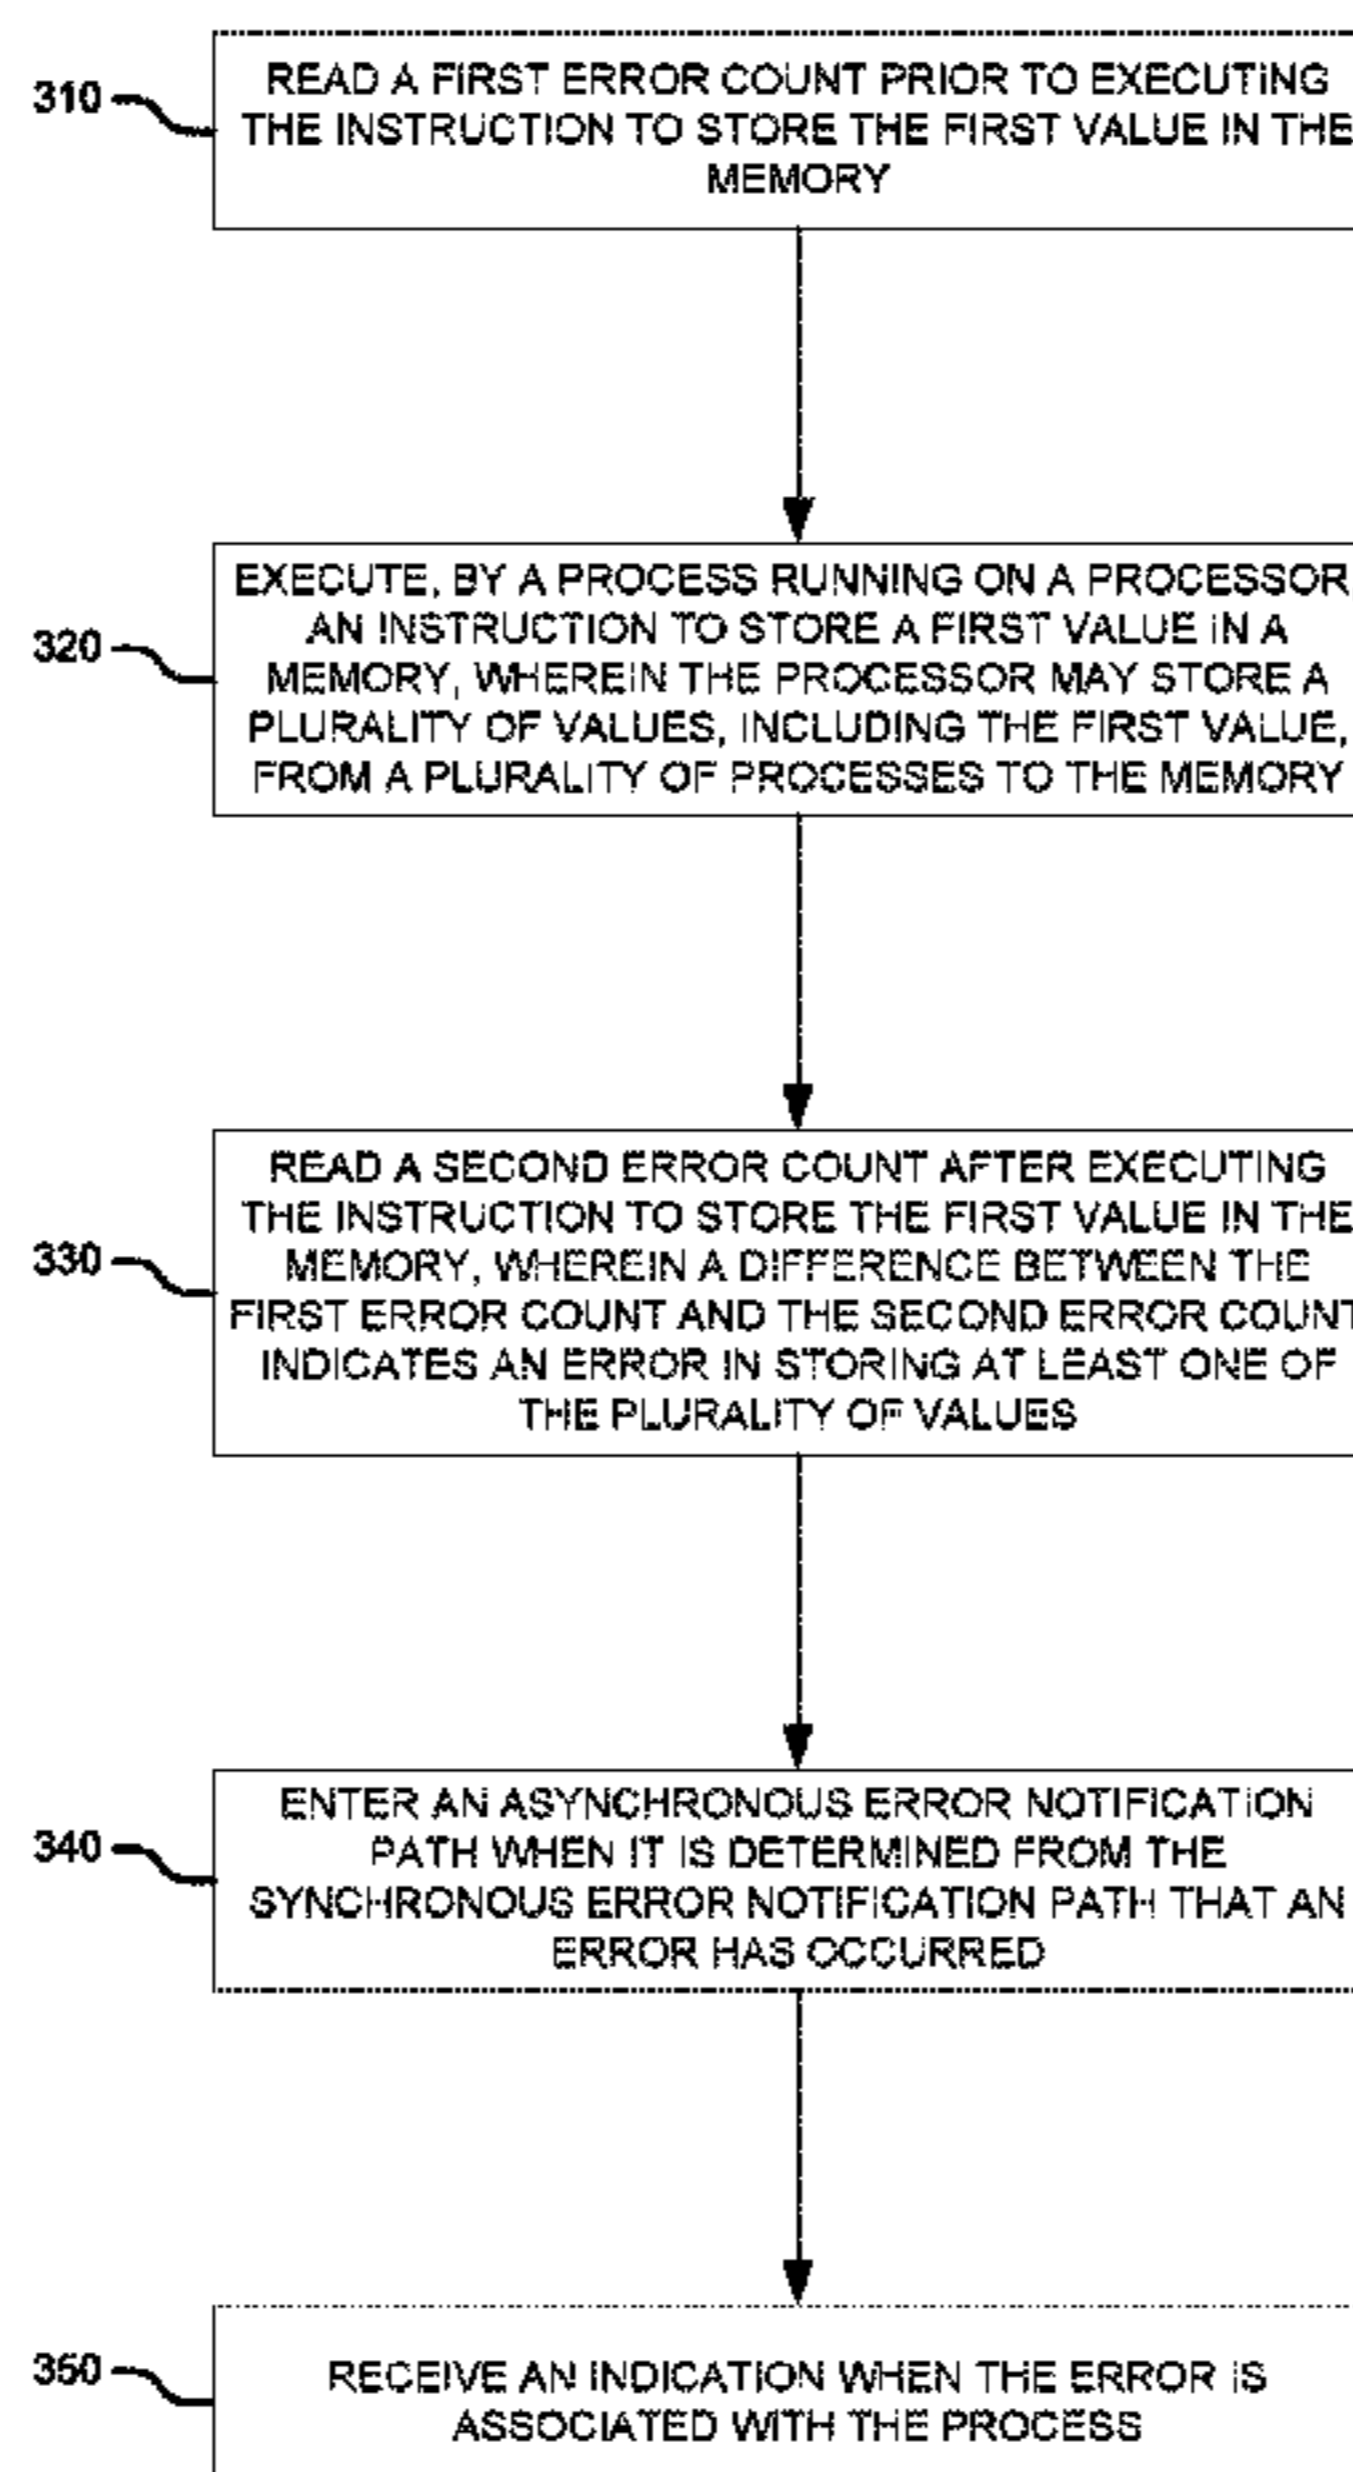 310
READ A FIRST ERROR COUNT PRIOR TO EXECUTING
THE INSTRUCTION TO STORE THE FIRST VALUE IN THE
MEMORY
320
EXECUTE, BY A PROCESS RUNNING ON A PROCESSOR
AN INSTRUCTION TO STORE A FIRST VALUE IN A
MEMORY, WHEREIN THE PROCESSOR MAY STORE A
PLURALITY OF VALUES, INCLUDING THE FIRST VALUE,
FROM A PLURALITY OF PROCESSES TO THE MEMORY
330
READ A SECOND ERROR COUNT AFTER EXECUTING
THE INSTRUCTION TO STORE THE FIRST VALUE IN THE
MEMORY, WHEREIN A DIFFERENCE BETWEEN THE
FIRST ERROR COUNT AND THE SECOND ERROR COUNT
INDICATES AN ERROR IN STORING AT LEAST ONE OF
THE PLURALITY OF VALUES
340
ENTER AN ASYNCHRONOUS ERROR NOTIFICATION
PATH WHEN IT IS DETERMINED FROM THE
SYNCHRONOUS ERROR NOTIFICATION PATH THAT AN
ERROR HAS OCCURRED
350
RECEIVE AN INDICATION WHEN THE ERROR IS
ASSOCIATED WITH THE PROCESS